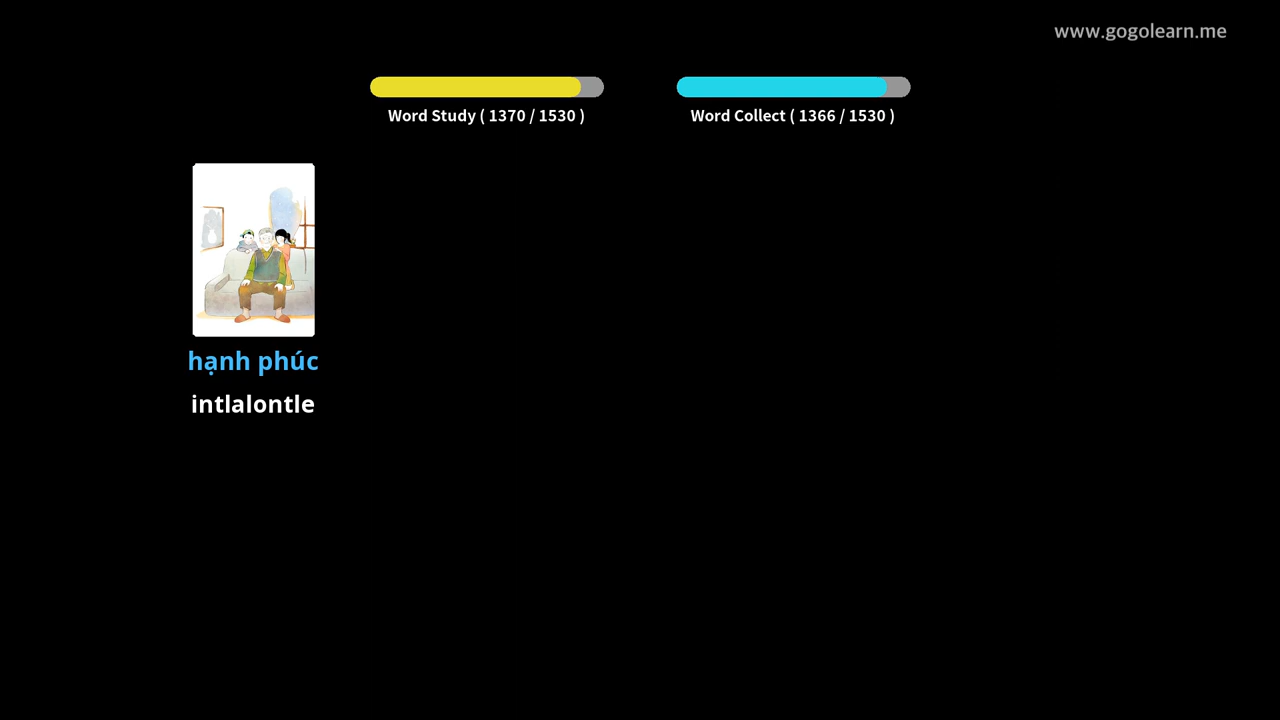 www.gogolearn.me
Word Study ( 1370 / 1530 )
Word Collect ( 1366 / 1530 )
hạnh phúc
intlalontle